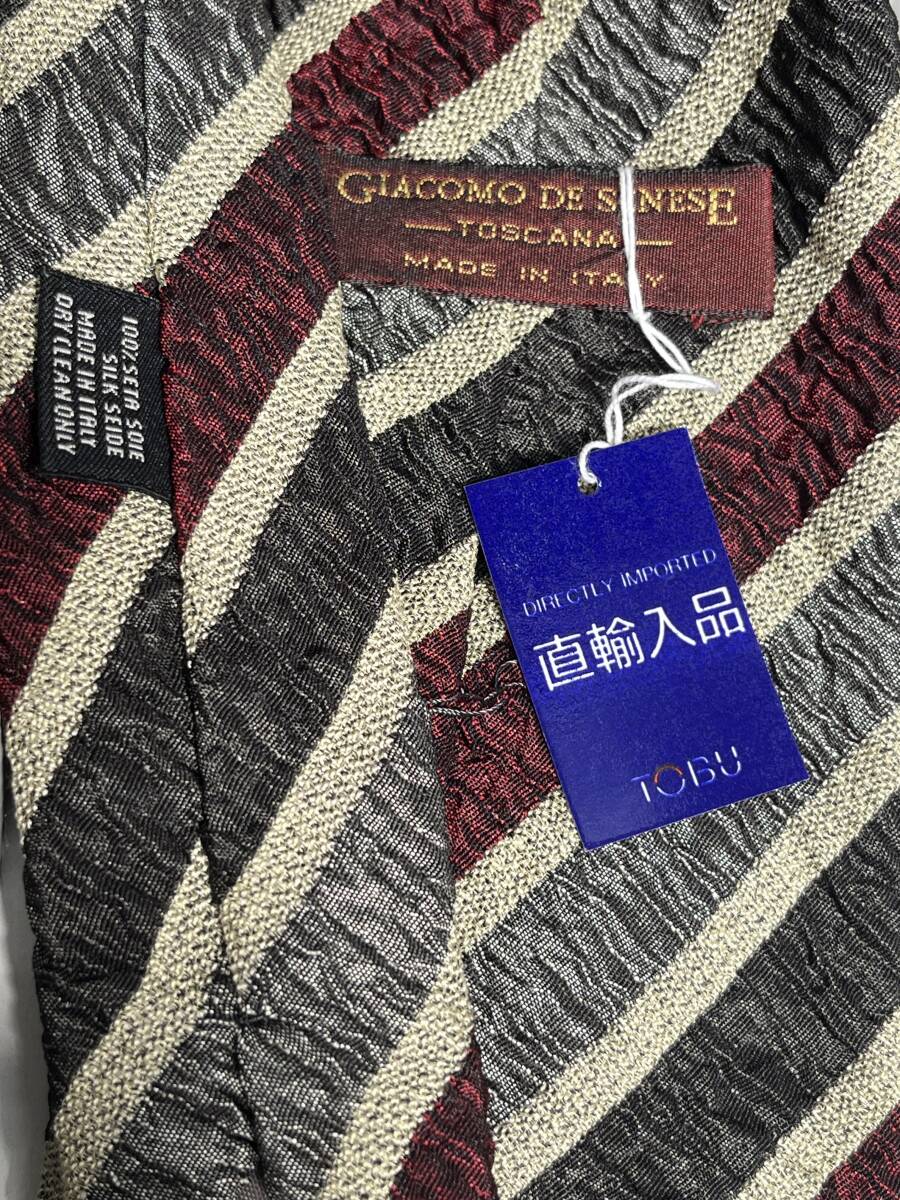 GIACOMO DE SENESE
TOSCANA
MADE IN ITALY
100% SETA SOIE
SILK SEIDE
MADE IN ITALY
DRY CLEAN ONLY
DIRECTLY IMPORTED
直輸入品
TOBU